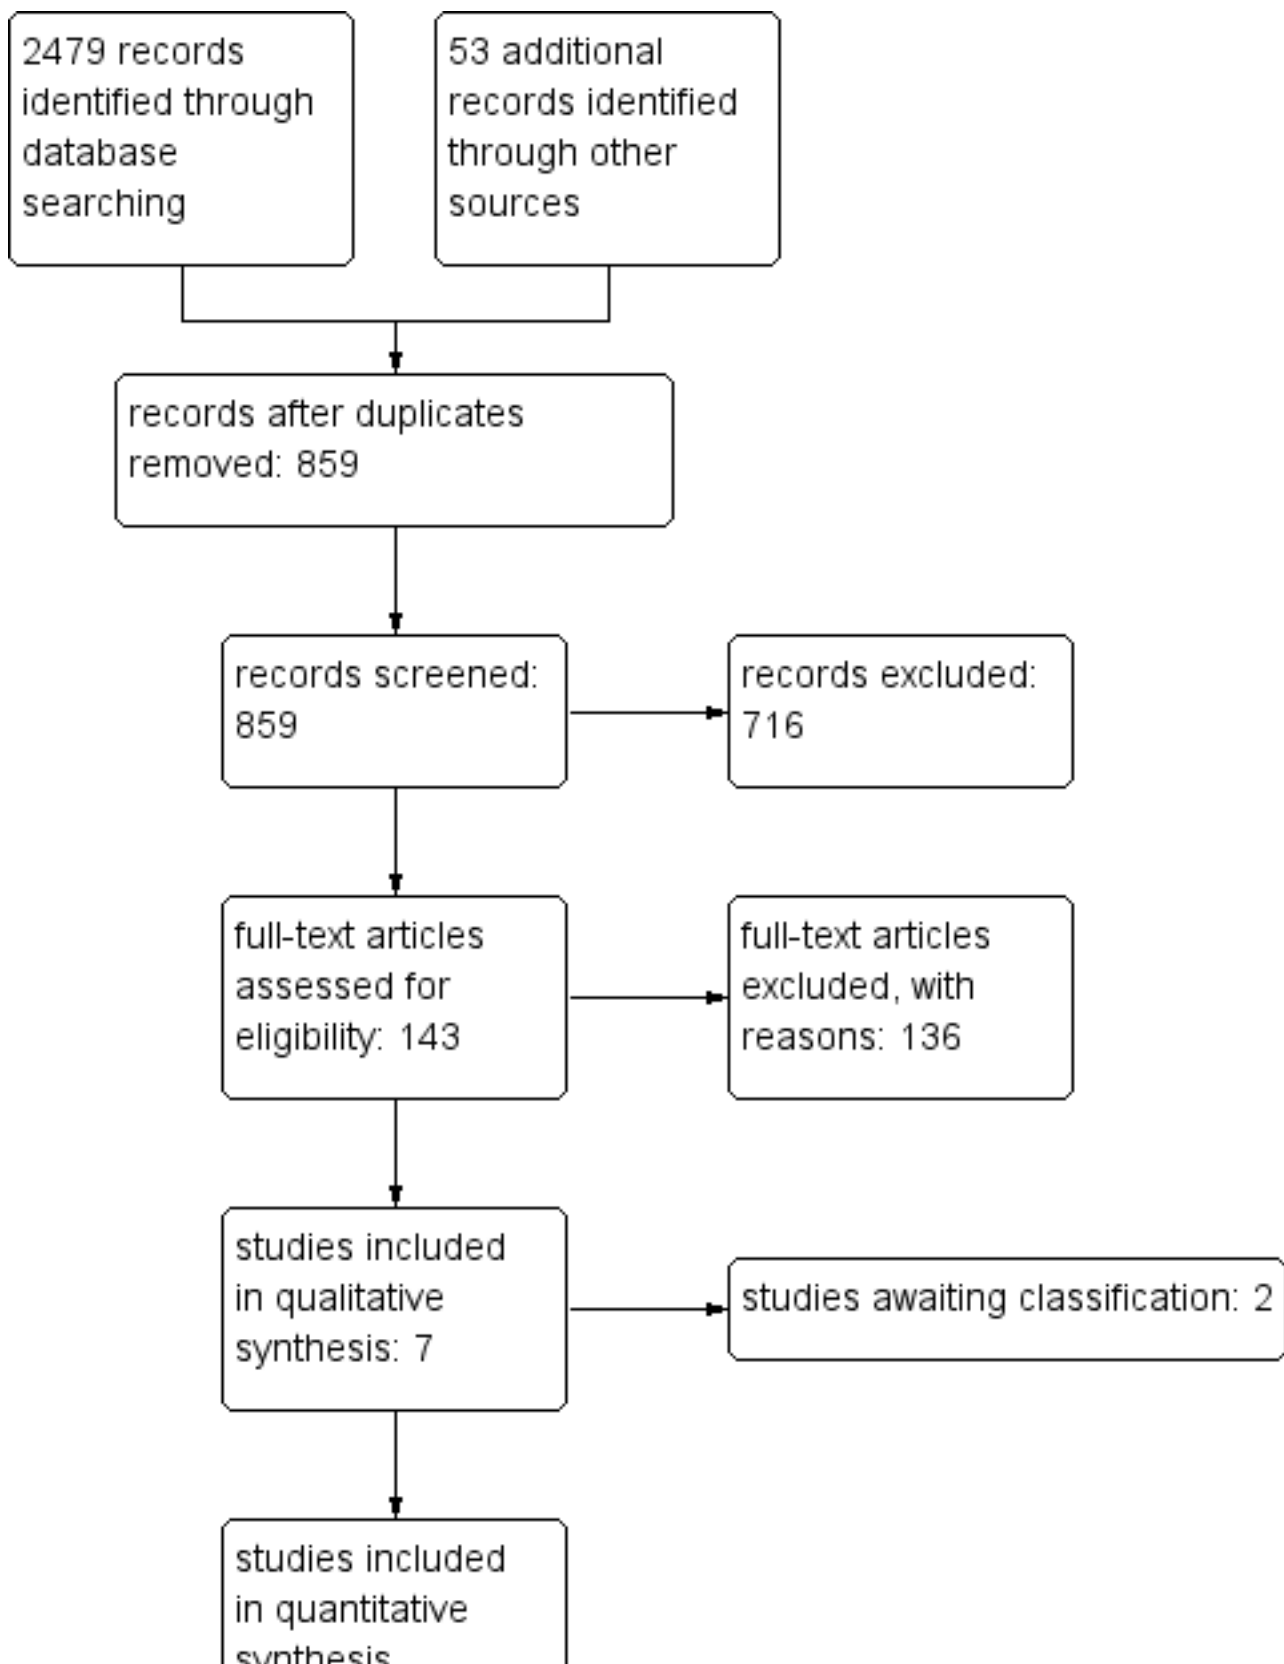 2479 records
identified through
database
searching
53 additional
records identified
through other
sources
records after duplicates
removed: 859
records screened:
859
records excluded:
716
full-text articles
assessed for
eligibility: 143
full-text articles
excluded, with
reasons: 136
studies included
in qualitative
synthesis: 7
studies awaiting classification: 2
studies included
in quantitative
synthesis